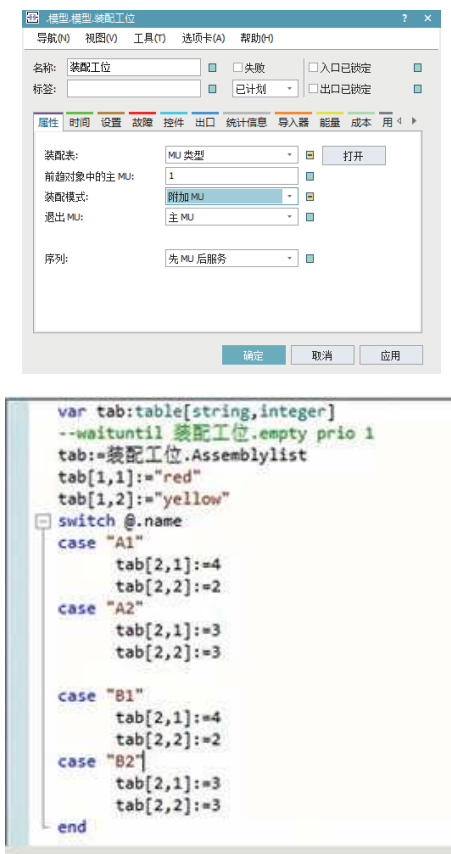 .模型.模型.装配工位 ? ×
导航(N) 视图(V) 工具(T) 选项卡(A) 帮助(H)
名称: 装配工位 失败 入口已锁定
标签: 已计划 出口已锁定
属性 时间 设置 故障 控件 出口 统计信息 导入器 能量 成本 用
装配表: MU 类型 打开
前趋对象中的主 MU: 1
装配模式: 附加 MU
退出 MU: 主 MU
序列: 先 MU 后服务
确定 取消 应用
var tab:table[string,integer]
--waituntil 装配工位.empty prio 1
tab:=装配工位.Assemblylist
tab[1,1]:="red"
tab[1,2]:="yellow"
switch @.name
case "A1"
tab[2,1]:=4
tab[2,2]:=2
case "A2"
tab[2,1]:=3
tab[2,2]:=3
case "B1"
tab[2,1]:=4
tab[2,2]:=2
case "B2"
tab[2,1]:=3
tab[2,2]:=3
end